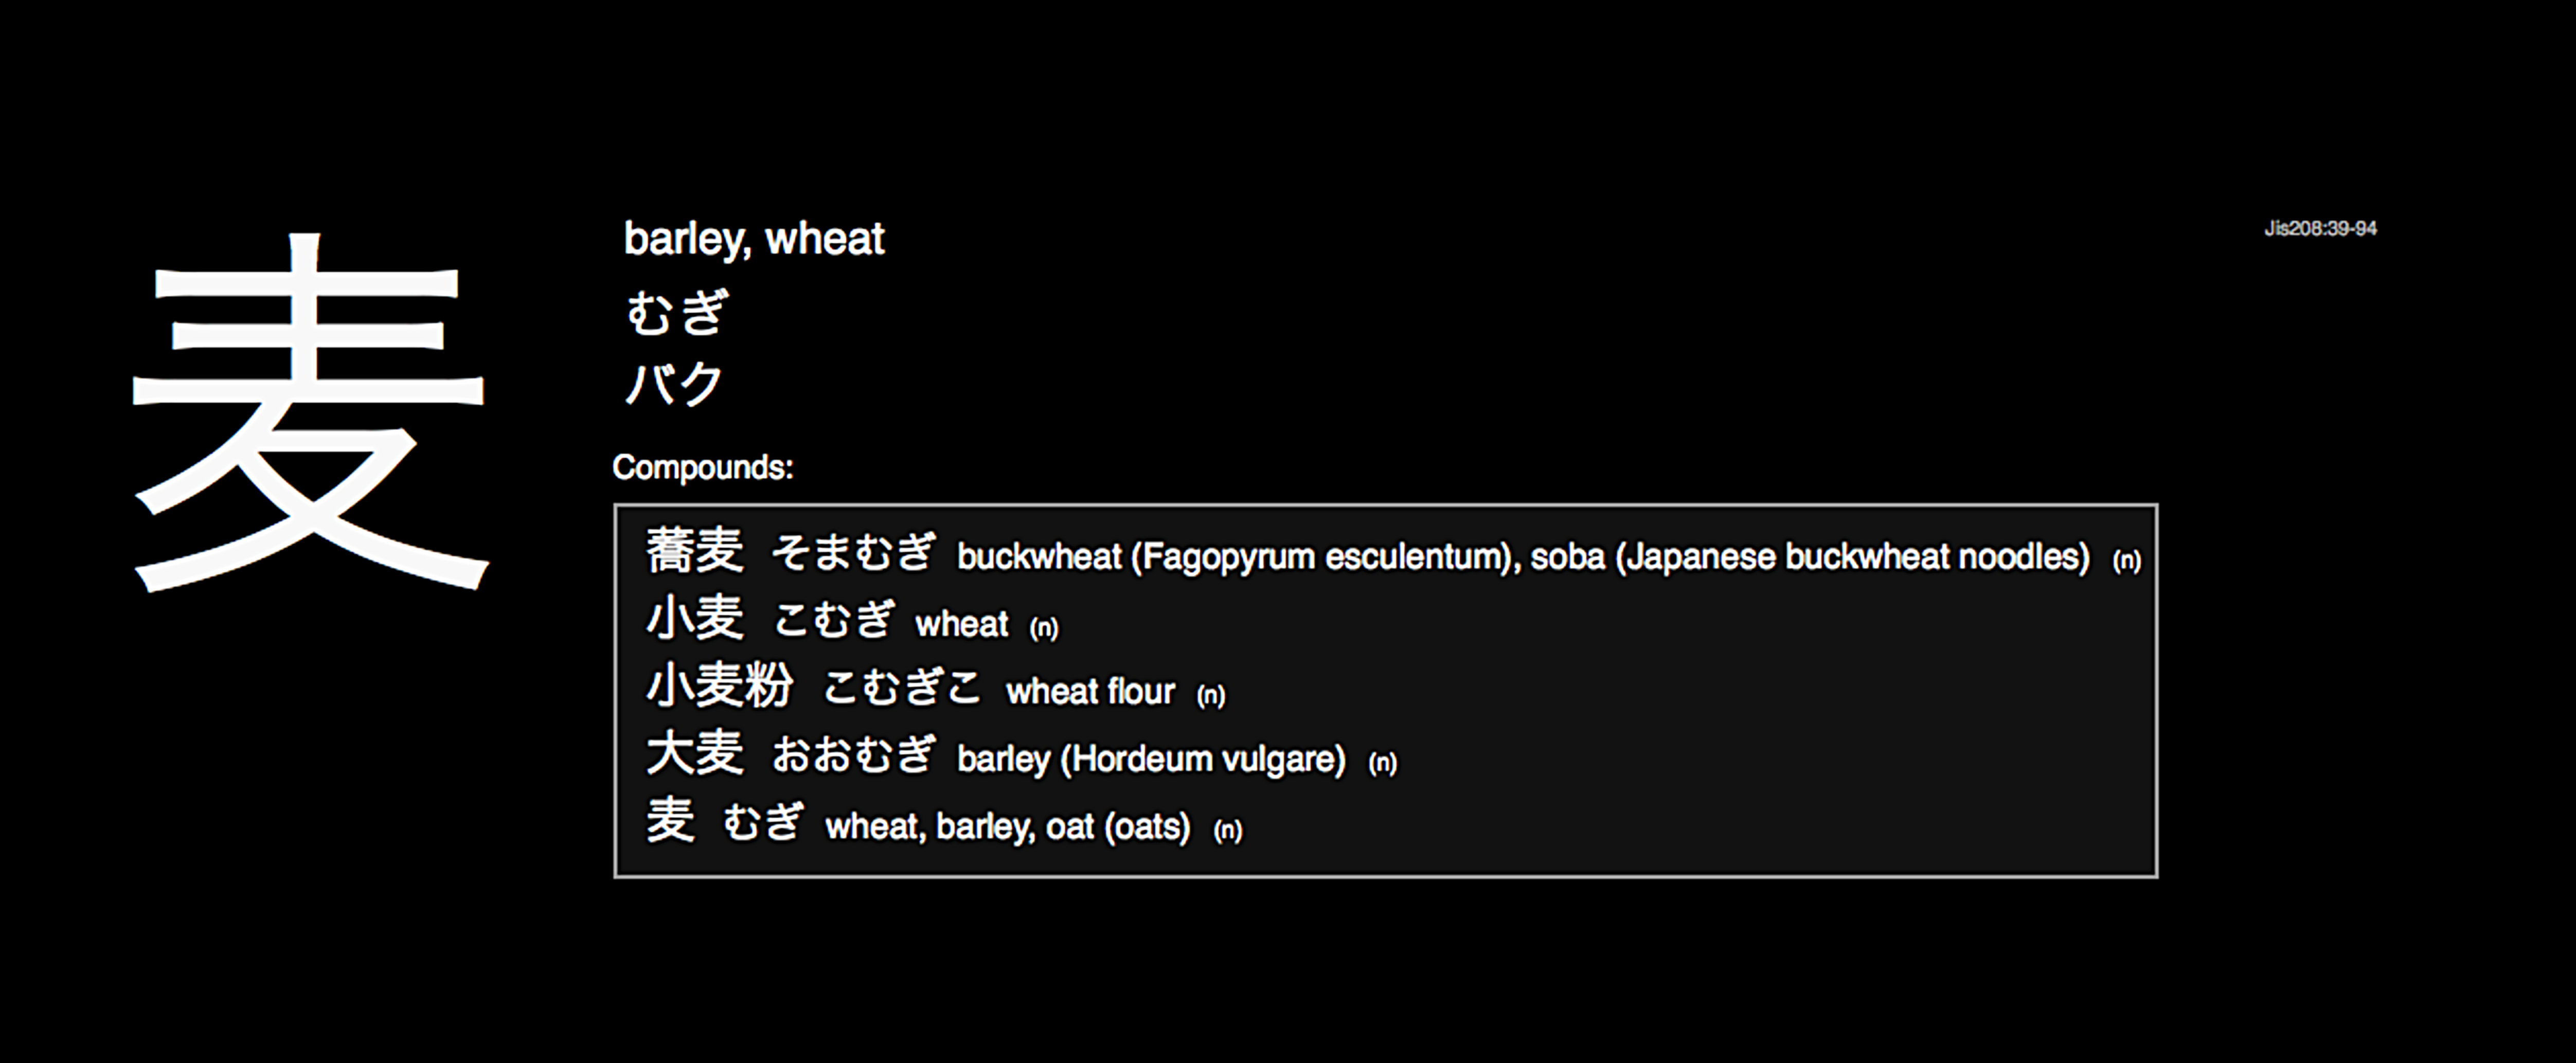 麦
barley, wheat
Jis208:39-94
むぎ
バク
Compounds:
蕎麦 そまむぎ buckwheat (Fagopyrum esculentum), soba (Japanese buckwheat noodles) (n)
小麦 こむぎ wheat (n)
小麦粉 こむぎこ wheat flour (n)
大麦 おおむぎ barley (Hordeum vulgare) (n)
麦 むぎ wheat, barley, oat (oats) (n)